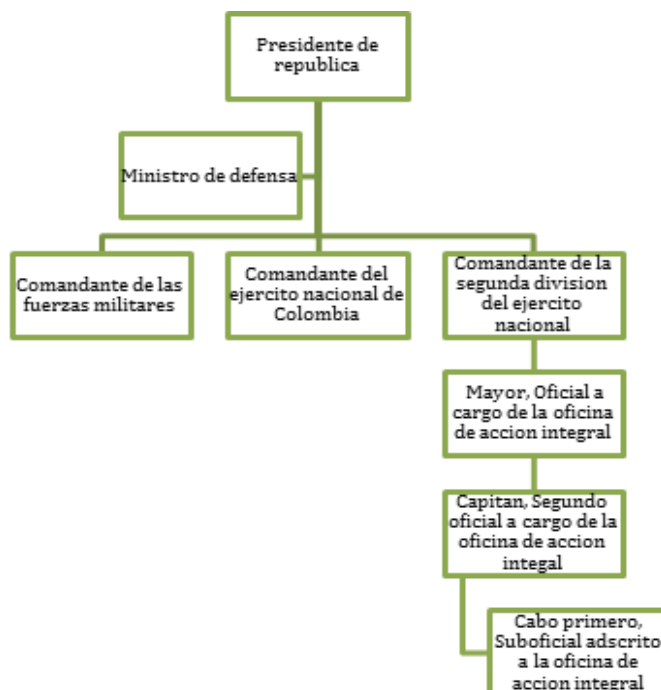 Presidente de
republica
Ministro de defensa
Comandante de las
fuerzas militares
Comandante del
ejercito nacional de
Colombia
Comandante de la
segunda division
del ejercito
nacional
Mayor, Oficial a
cargo de la oficina
de accion integral
Capitan, Segundo
oficial a cargo de la
oficina de accion
integal
Cabo primero,
Suboficial adscrito
a la oficina de
accion integral